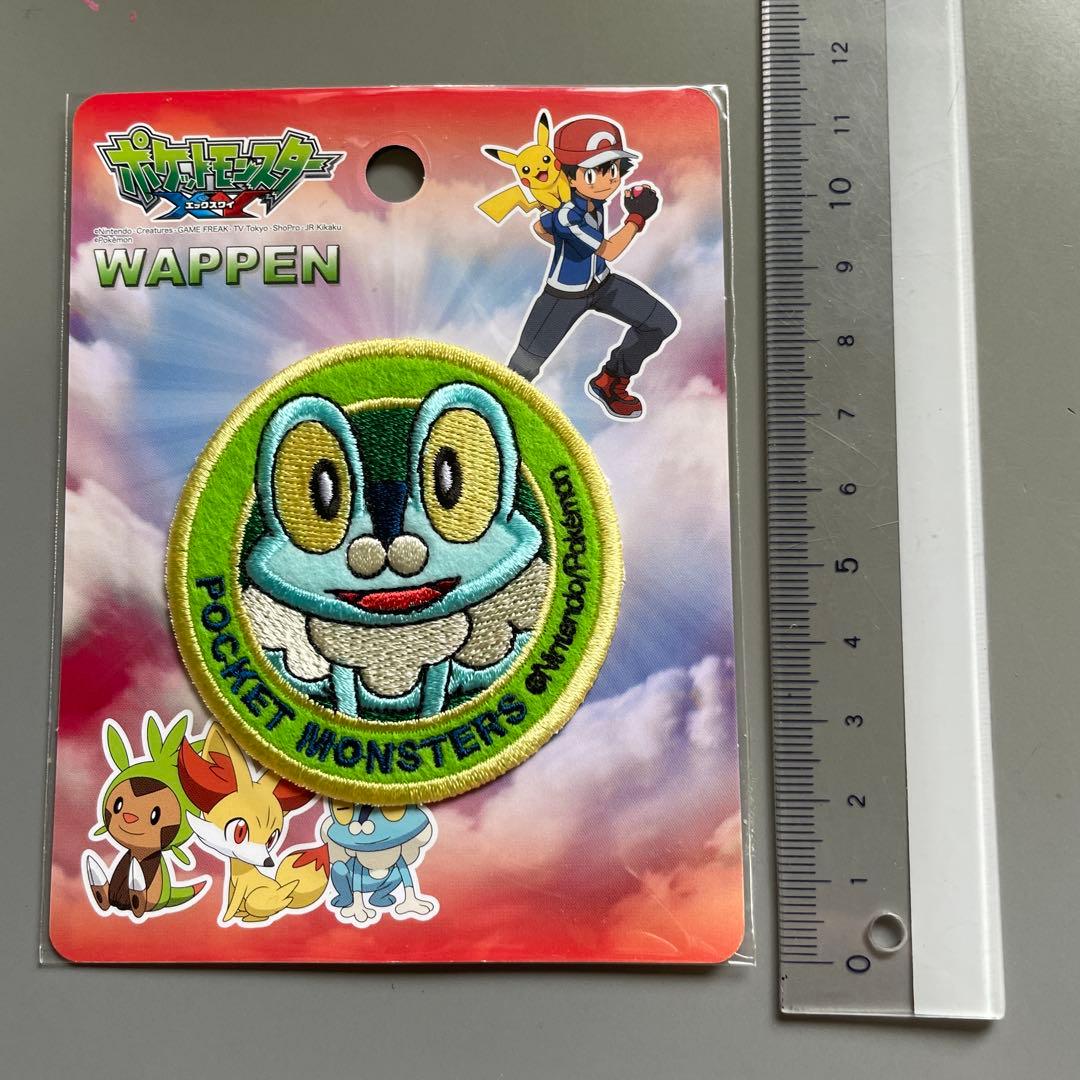 ポケットモンスター
XY
エックスワイ
©Nintendo・Creatures・GAME FREAK・TV Tokyo・ShoPro・JR Kikaku
©Pokémon
WAPPEN
POCKET MONSTERS
©Nintendo/Pokémon
12
11
10
9
8
7
6
5
4
3
2
1
0